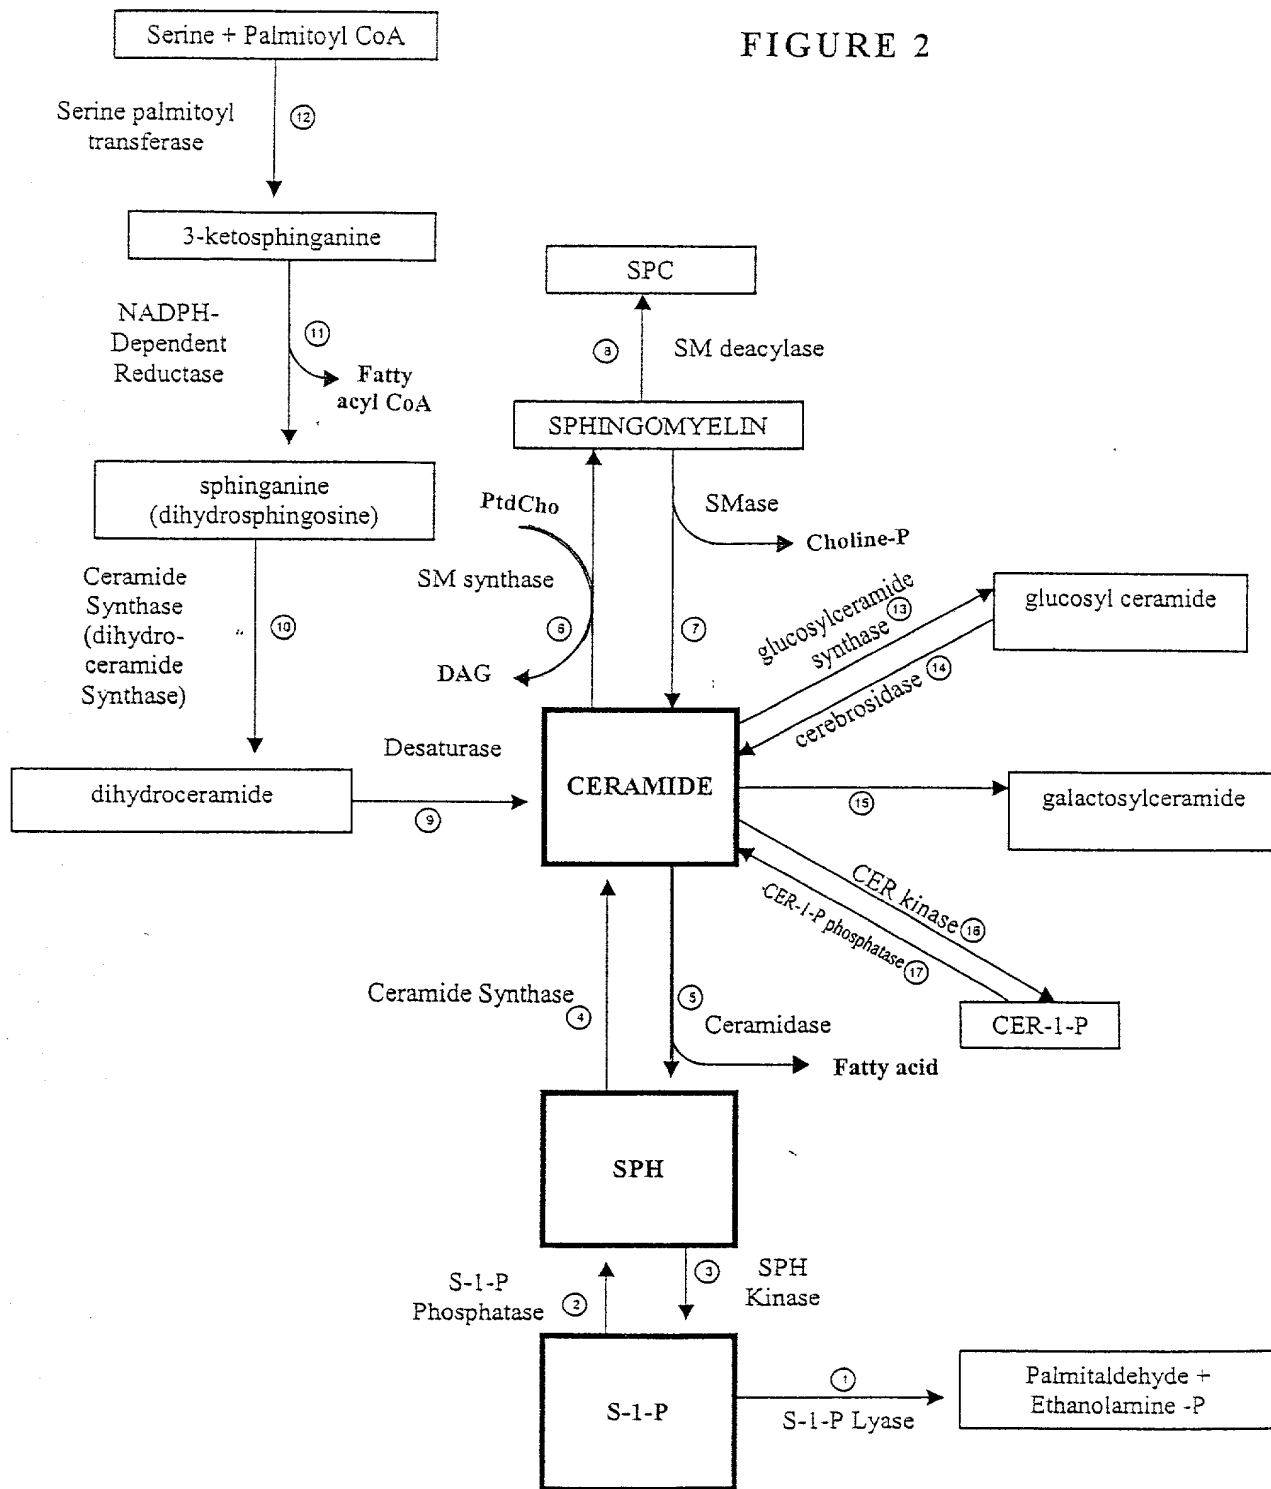 FIGURE 2
Serine + Palmitoyl CoA
Serine palmitoyl
transferase
12
3-ketosphinganine
NADPH-
Dependent
Reductase
11
Fatty
acyl CoA
sphinganine
(dihydrosphingosine)
Ceramide
Synthase
(dihydro-
ceramide
Synthase)
10
dihydroceramide
Desaturase
9
SPC
8
SM deacylase
SPHINGOMYELIN
PtdCho
SM synthase
6
DAG
SMase
Choline-P
7
glucosylceramide
synthase
13
cerebrosidase
14
glucosyl ceramide
CERAMIDE
15
galactosylceramide
CER kinase
16
CER-1-P phosphatase
17
CER-1-P
Ceramide Synthase
4
5
Ceramidase
Fatty acid
SPH
S-1-P
Phosphatase
2
3
SPH
Kinase
S-1-P
1
S-1-P Lyase
Palmitaldehyde +
Ethanolamine -P